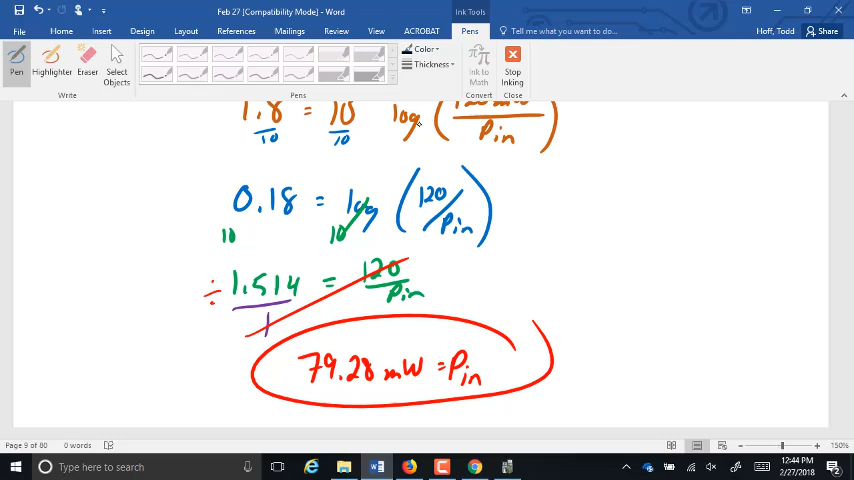 Feb 27 [Compatibility Mode] - Word
Ink Tools
Hoff, Todd
File Home Insert Design Layout References Mailings Review View ACROBAT Pens Tell me what you want to do... Share
Pen Highlighter Eraser Select Objects
Color
Thickness
Ink to Math
Stop Inking
Write Pens Convert Close
1.8 = 10 log (120 mW / Pin)
10 10
0.18 = log (120/Pin)
10 10
÷ 1.514 = 120/Pin
1
79.28 mW = Pin
Page 9 of 80 0 words 150%
Type here to search
12:44 PM
2/27/2018
2